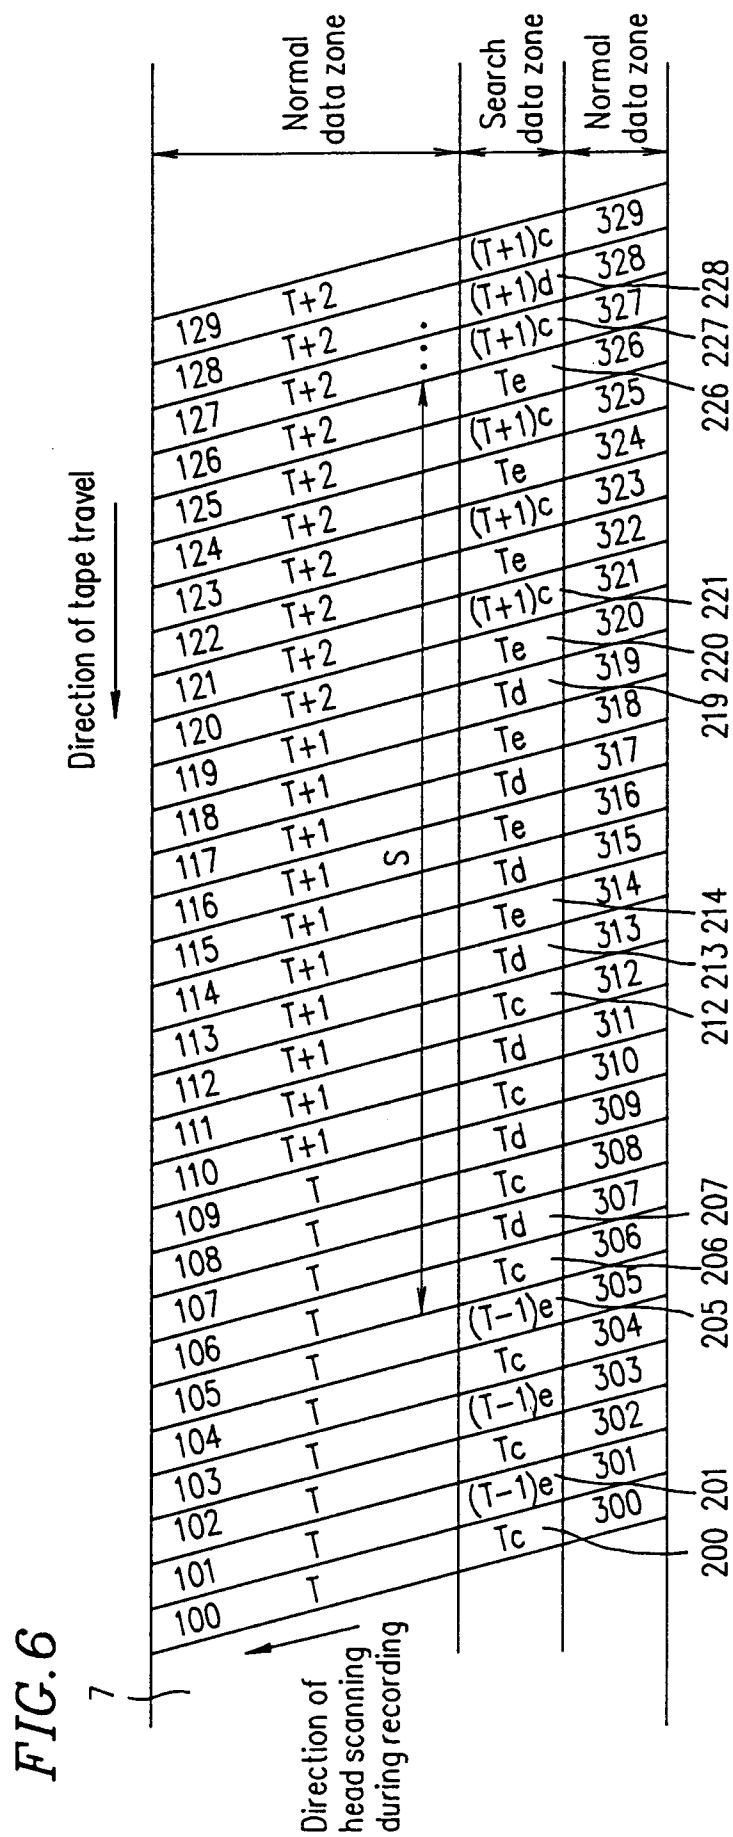 FIG.6
Direction of tape travel
7
100 101 102 103 104 105 106 107 108 109 110 111 112 113 114 115 116 117 118 119 120 121 122 123 124 125 126 127 128 129
T T T T T T T T T T T+1 T+1 T+1 T+1 T+1 T+1 T+1 T+1 T+1 T+1 T+2 T+2 T+2 T+2 T+2 T+2 T+2 T+2 T+2 T+2
Normal
data zone
S
...
Direction of
head scanning
during recording
Tc (T-1)e Tc (T-1)e Tc (T-1)e Tc Td Tc Td Tc Td Tc Td Te Td Te Td Te Td Te (T+1)c Te (T+1)c Te (T+1)c Te (T+1)c (T+1)d (T+1)c
Search
data zone
300 301 302 303 304 305 306 307 308 309 310 311 312 313 314 315 316 317 318 319 320 321 322 323 324 325 326 327 328 329
Normal
data zone
200 201 205 206 207 212 213 214 219 220 221 226 227 228